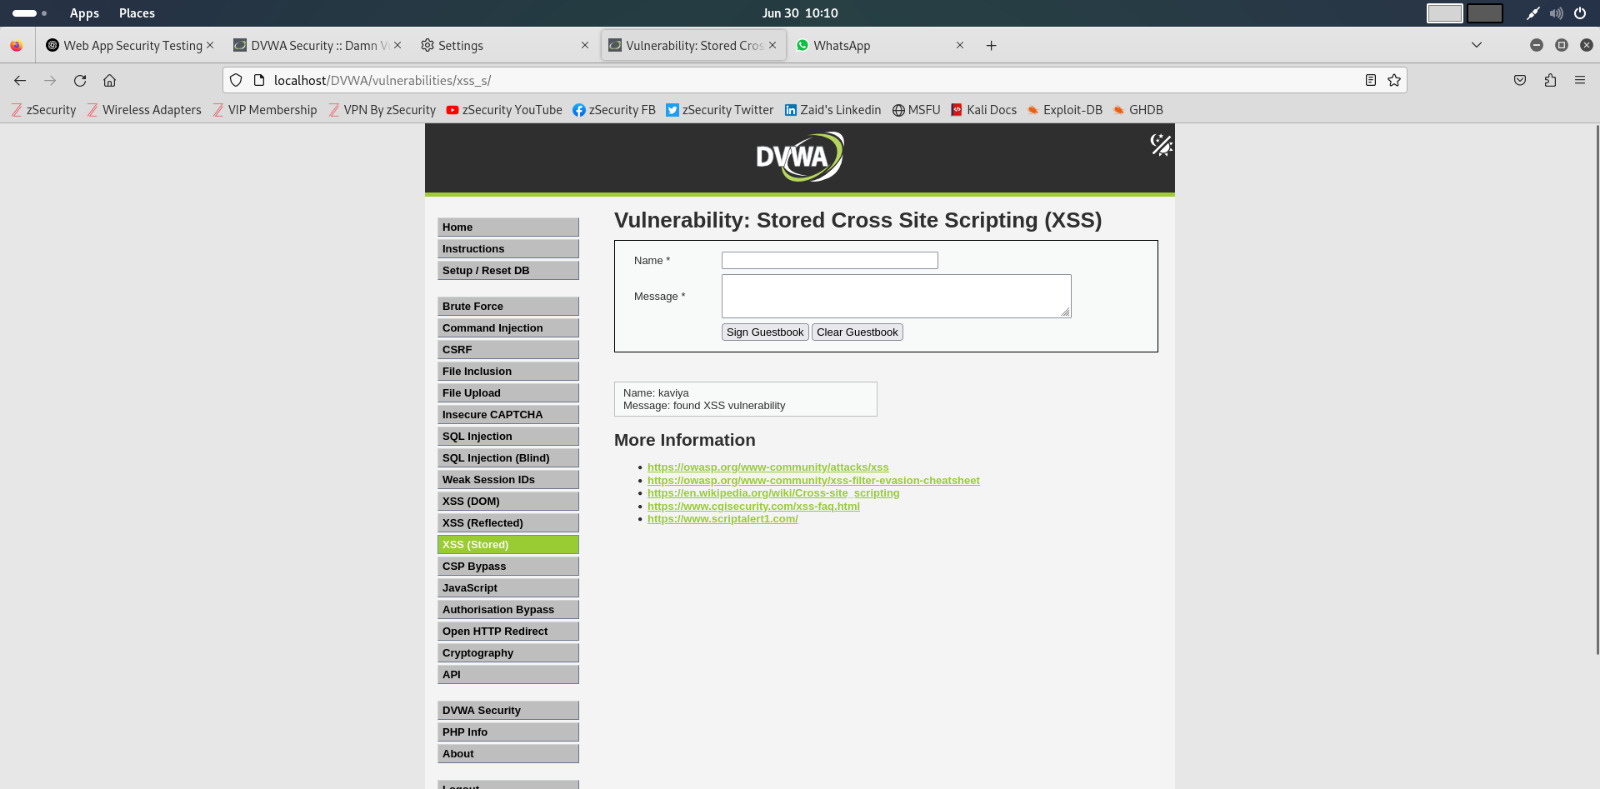 Apps Places Jun 30 10:10
Web App Security Testing DVWA Security :: Damn V Settings Vulnerability: Stored Cros WhatsApp
localhost/DVWA/vulnerabilities/xss_s/
zSecurity Wireless Adapters VIP Membership VPN By zSecurity zSecurity YouTube zSecurity FB zSecurity Twitter Zaid's Linkedin MSFU Kali Docs Exploit-DB GHDB
DVWA
Home
Instructions
Setup / Reset DB
Brute Force
Command Injection
CSRF
File Inclusion
File Upload
Insecure CAPTCHA
SQL Injection
SQL Injection (Blind)
Weak Session IDs
XSS (DOM)
XSS (Reflected)
XSS (Stored)
CSP Bypass
JavaScript
Authorisation Bypass
Open HTTP Redirect
Cryptography
API
DVWA Security
PHP Info
About
Logout
Vulnerability: Stored Cross Site Scripting (XSS)
Name *
Message *
Sign Guestbook Clear Guestbook
Name: kaviya
Message: found XSS vulnerability
More Information
https://owasp.org/www-community/attacks/xss
https://owasp.org/www-community/xss-filter-evasion-cheatsheet
https://en.wikipedia.org/wiki/Cross-site_scripting
https://www.cgisecurity.com/xss-faq.html
https://www.scriptalert1.com/